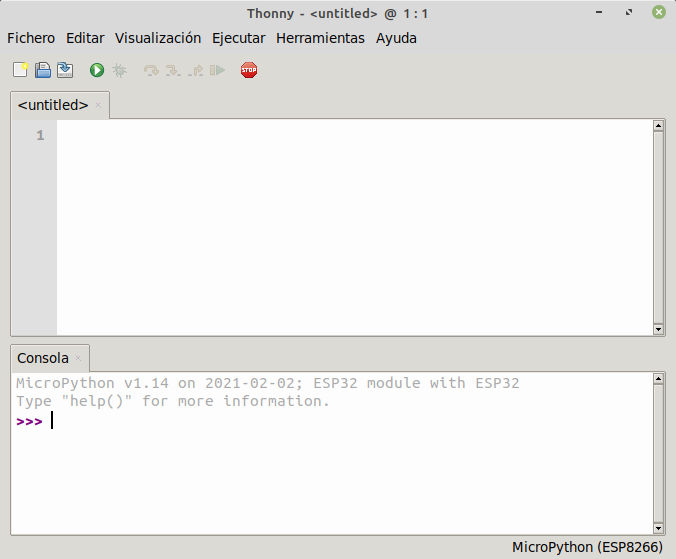 Thonny - <untitled> @ 1 : 1
Fichero Editar Visualización Ejecutar Herramientas Ayuda
STOP
<untitled>
1
Consola
MicroPython v1.14 on 2021-02-02; ESP32 module with ESP32
Type "help()" for more information.
>>>
MicroPython (ESP8266)